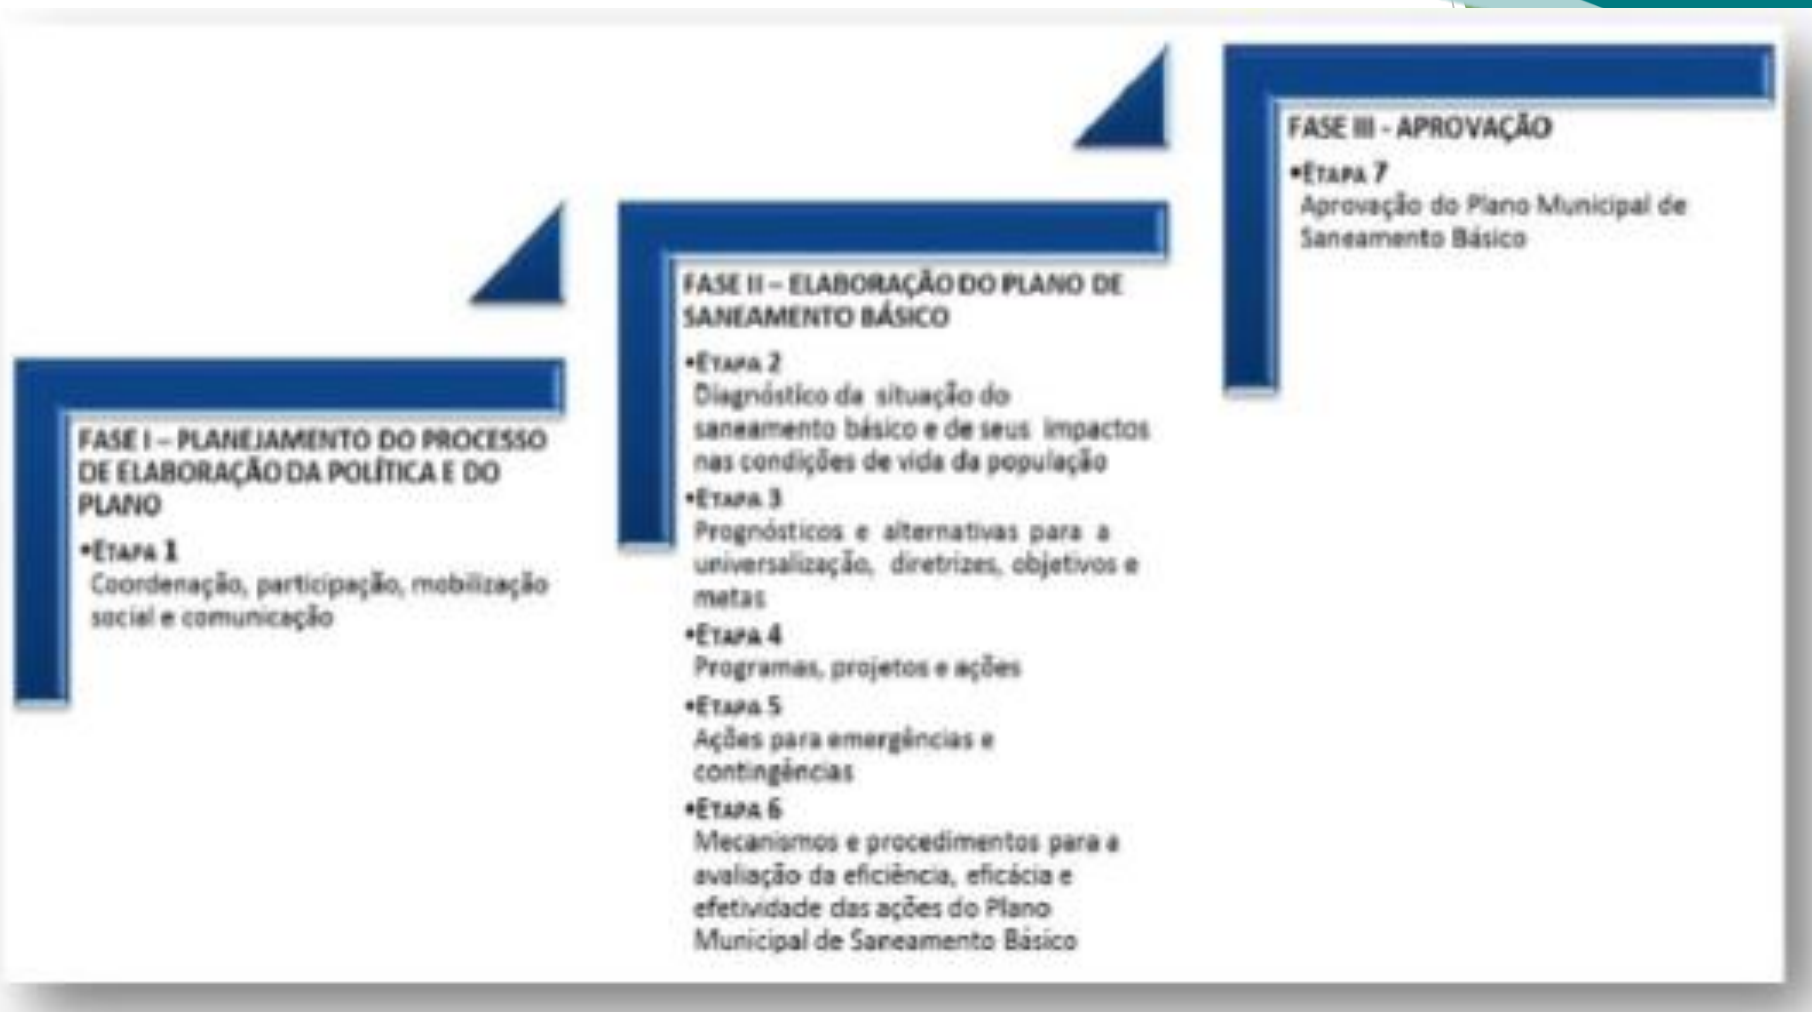 FASE I – PLANEJAMENTO DO PROCESSO
DE ELABORAÇÃO DA POLÍTICA E DO
PLANO
•ETAPA 1
Coordenação, participação, mobilização
social e comunicação
FASE II – ELABORAÇÃO DO PLANO DE
SANEAMENTO BÁSICO
•ETAPA 2
Diagnóstico da situação do
saneamento básico e de seus impactos
nas condições de vida da população
•ETAPA 3
Prognósticos e alternativas para a
universalização, diretrizes, objetivos e
metas
•ETAPA 4
Programas, projetos e ações
•ETAPA 5
Ações para emergências e
contingências
•ETAPA 6
Mecanismos e procedimentos para a
avaliação da eficiência, eficácia e
efetividade das ações do Plano
Municipal de Saneamento Básico
FASE III - APROVAÇÃO
•ETAPA 7
Aprovação do Plano Municipal de
Saneamento Básico